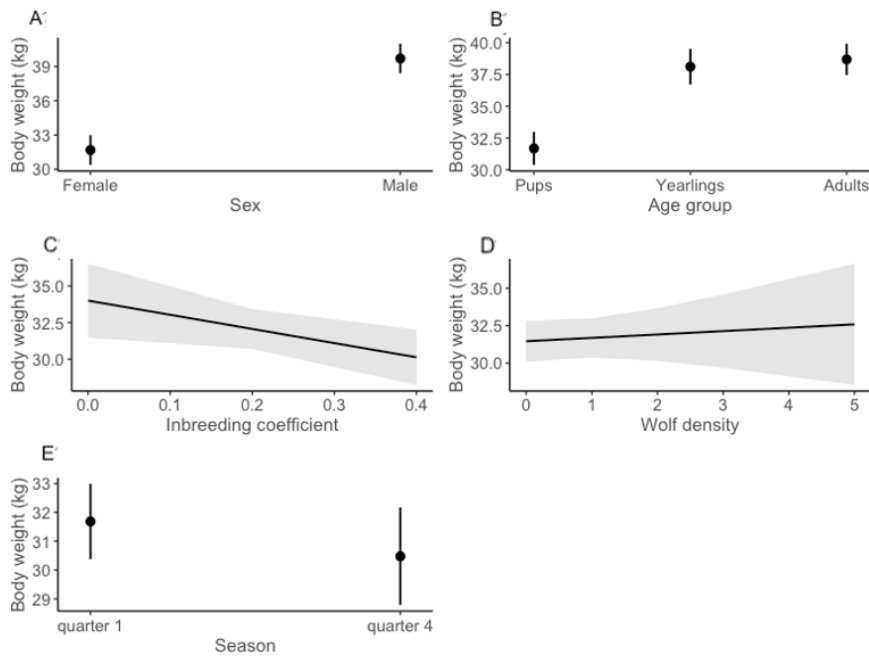 A
B
Body weight (kg)
39
36
33
30
Female
Male
Sex
Body weight (kg)
40.0
37.5
35.0
32.5
30.0
Pups
Yearlings
Adults
Age group
C
D
Body weight (kg)
35.0
32.5
30.0
0.0
0.1
0.2
0.3
0.4
Inbreeding coefficient
Body weight (kg)
35.0
32.5
30.0
0
1
2
3
4
5
Wolf density
E
Body weight (kg)
33
32
31
30
29
quarter 1
quarter 4
Season